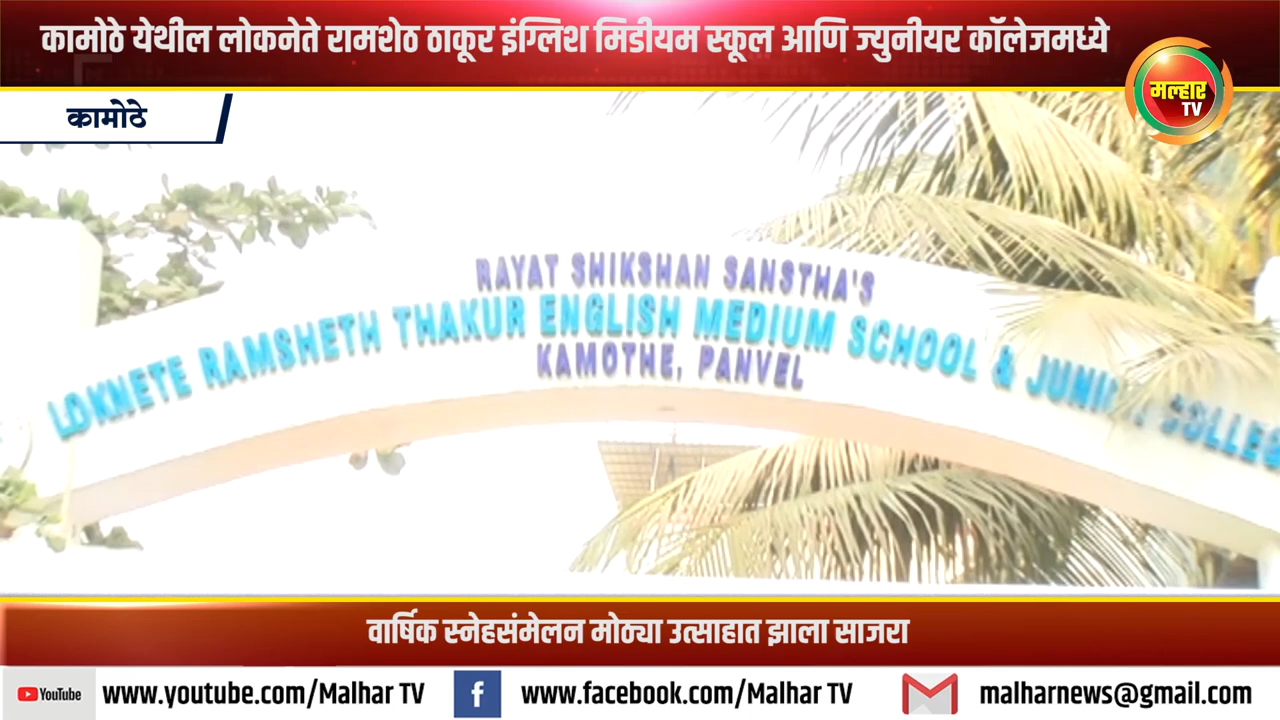 कामोठे येथील लोकनेते रामशेठ ठाकूर इंग्लिश मिडीयम स्कूल आणि ज्युनीयर कॉलेजमध्ये
मल्हार
TV
कामोठे
RAYAT SHIKSHAN SANSTHA'S
LOKNETE RAMSHETH THAKUR ENGLISH MEDIUM SCHOOL &
KAMOTHE, PANVEL
वार्षिक स्नेहसंमेलन मोठ्या उत्साहात झाला साजरा
YouTube www.youtube.com/Malhar TV f www.facebook.com/Malhar TV malharnews@gmail.com